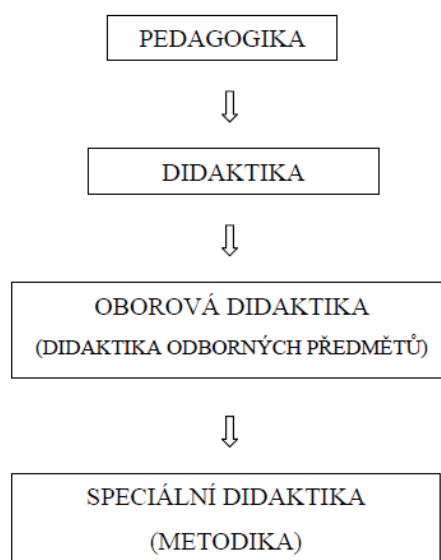 PEDAGOGIKA
DIDAKTIKA
OBOROVÁ DIDAKTIKA
(DIDAKTIKA ODBORNÝCH PŘEDMĚTŮ)
SPECIÁLNÍ DIDAKTIKA
(METODIKA)